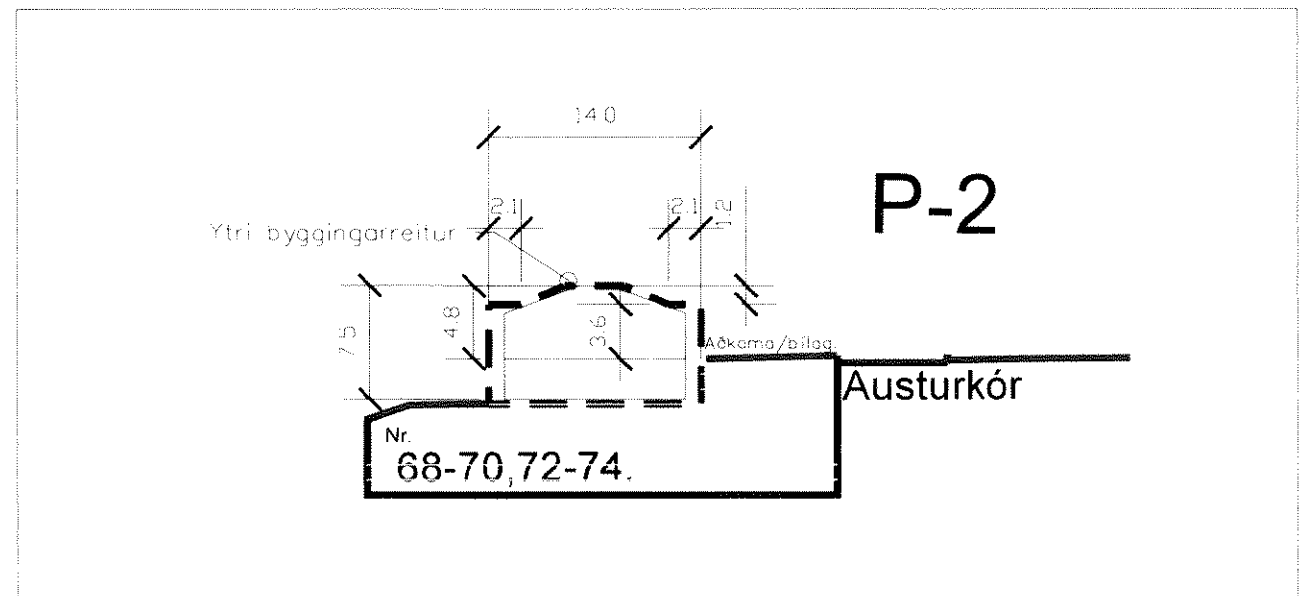 14.0
P-2
2.1
2.1
1.2
Ytri byggingarreitur
7.5
4.8
3.6
Aðkoma/bílag.
Austurkór
Nr.
68-70,72-74.